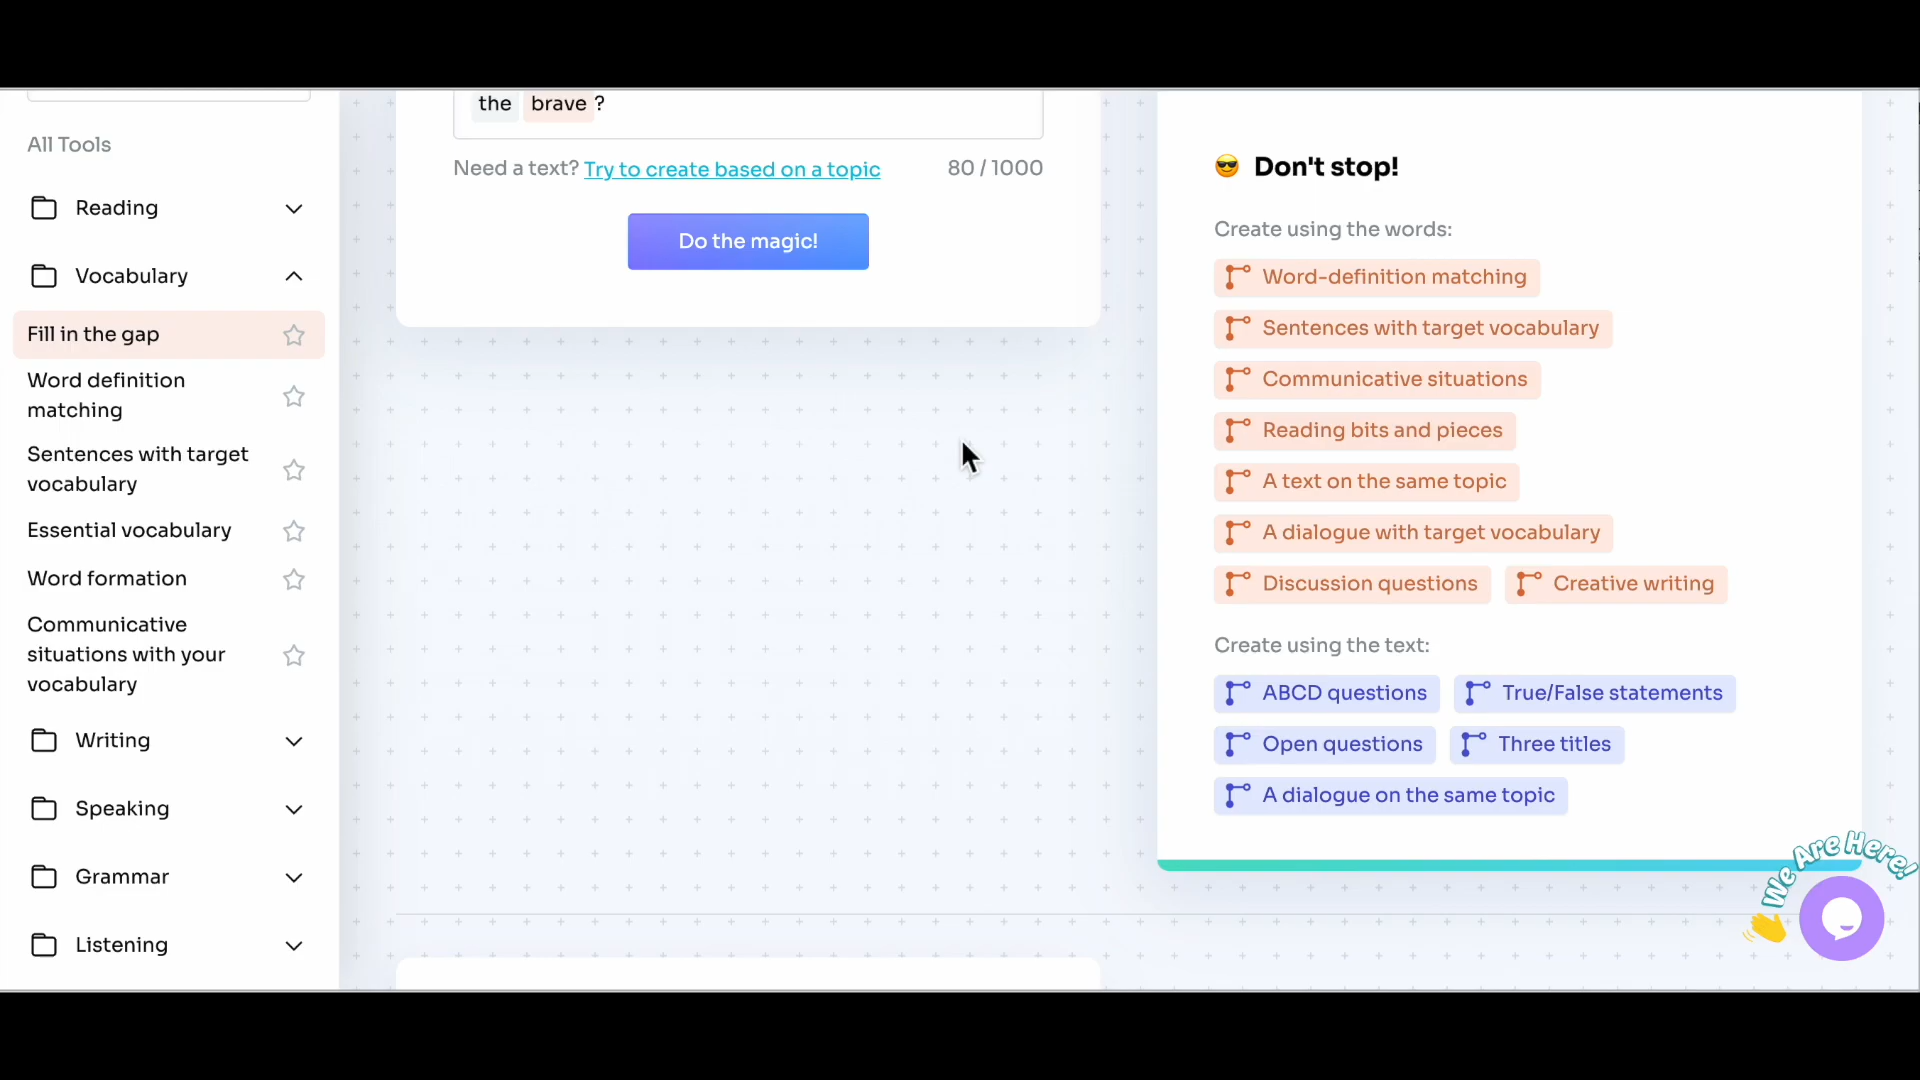 All Tools
Reading
Vocabulary
Fill in the gap
Word definition
matching
Sentences with target
vocabulary
Essential vocabulary
Word formation
Communicative
situations with your
vocabulary
Writing
Speaking
Grammar
Listening
the brave ?
Need a text? Try to create based on a topic
80 / 1000
Do the magic!
Don't stop!
Create using the words:
Word-definition matching
Sentences with target vocabulary
Communicative situations
Reading bits and pieces
A text on the same topic
A dialogue with target vocabulary
Discussion questions
Creative writing
Create using the text:
ABCD questions
True/False statements
Open questions
Three titles
A dialogue on the same topic
We Are Here!